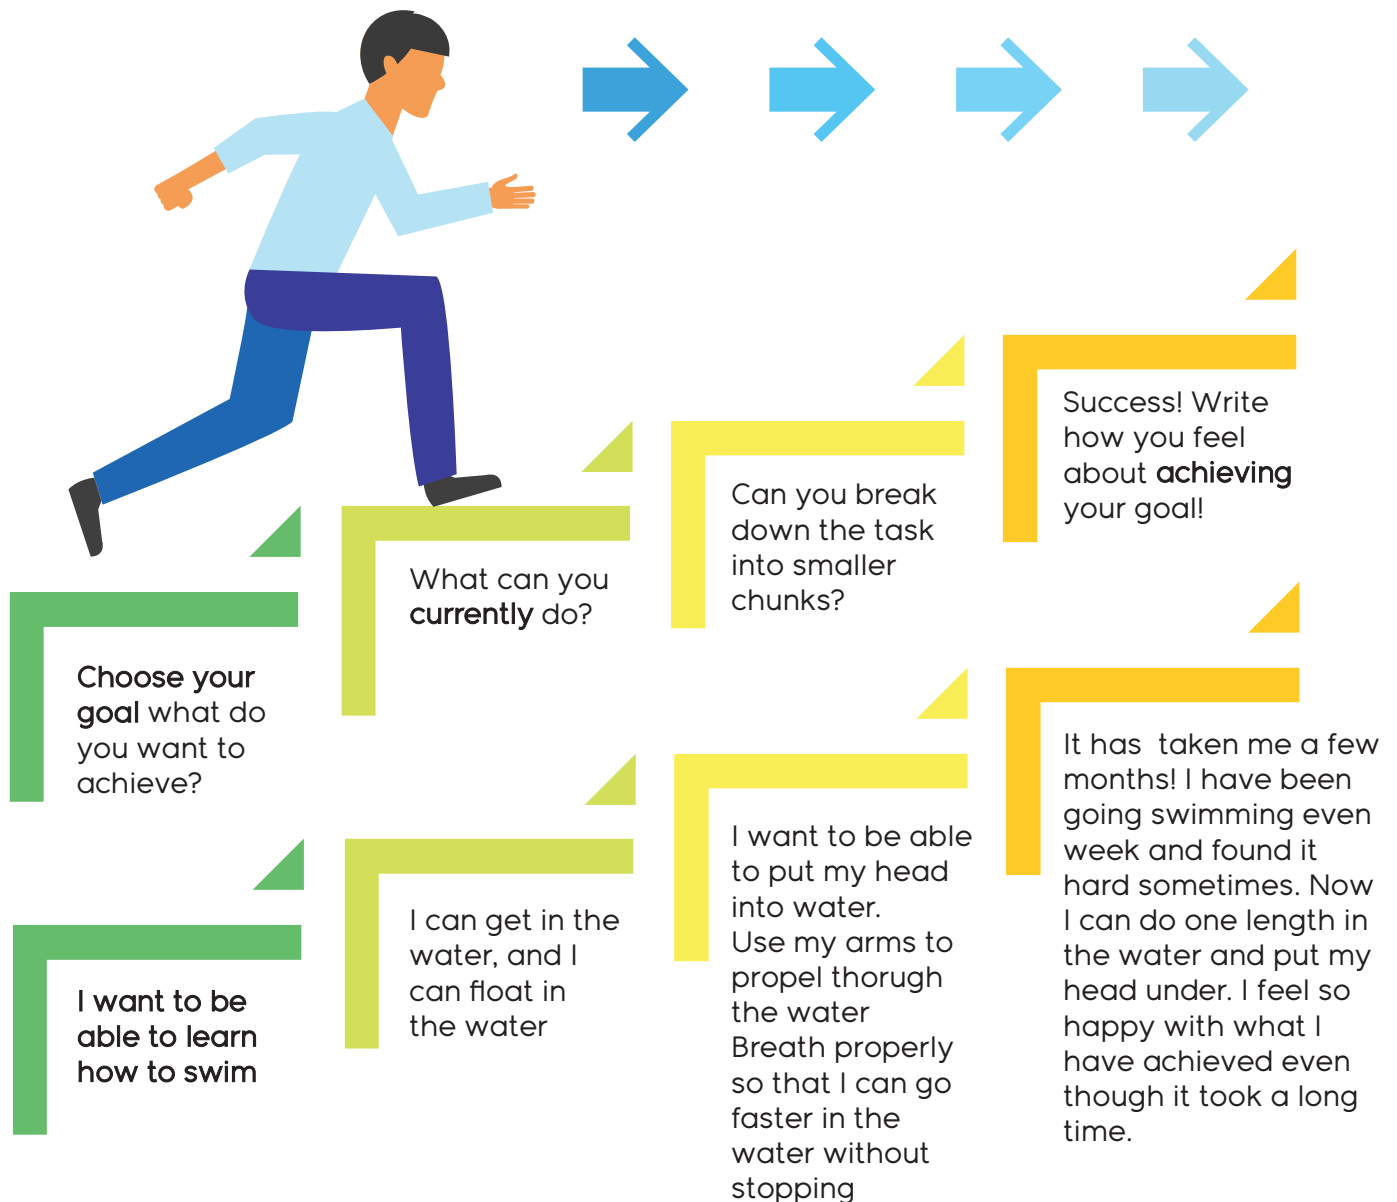 Choose your
goal what do
you want to
achieve?
What can you
currently do?
Can you break
down the task
into smaller
chunks?
Success! Write
how you feel
about achieving
your goal!
I want to be
able to learn
how to swim
I can get in the
water, and I
can float in
the water
I want to be able
to put my head
into water.
Use my arms to
propel thorugh
the water
Breath properly
so that I can go
faster in the
water without
stopping
It has  taken me a few
months! I have been
going swimming even
week and found it
hard sometimes. Now
I can do one length in
the water and put my
head under. I feel so
happy with what I
have achieved even
though it took a long
time.